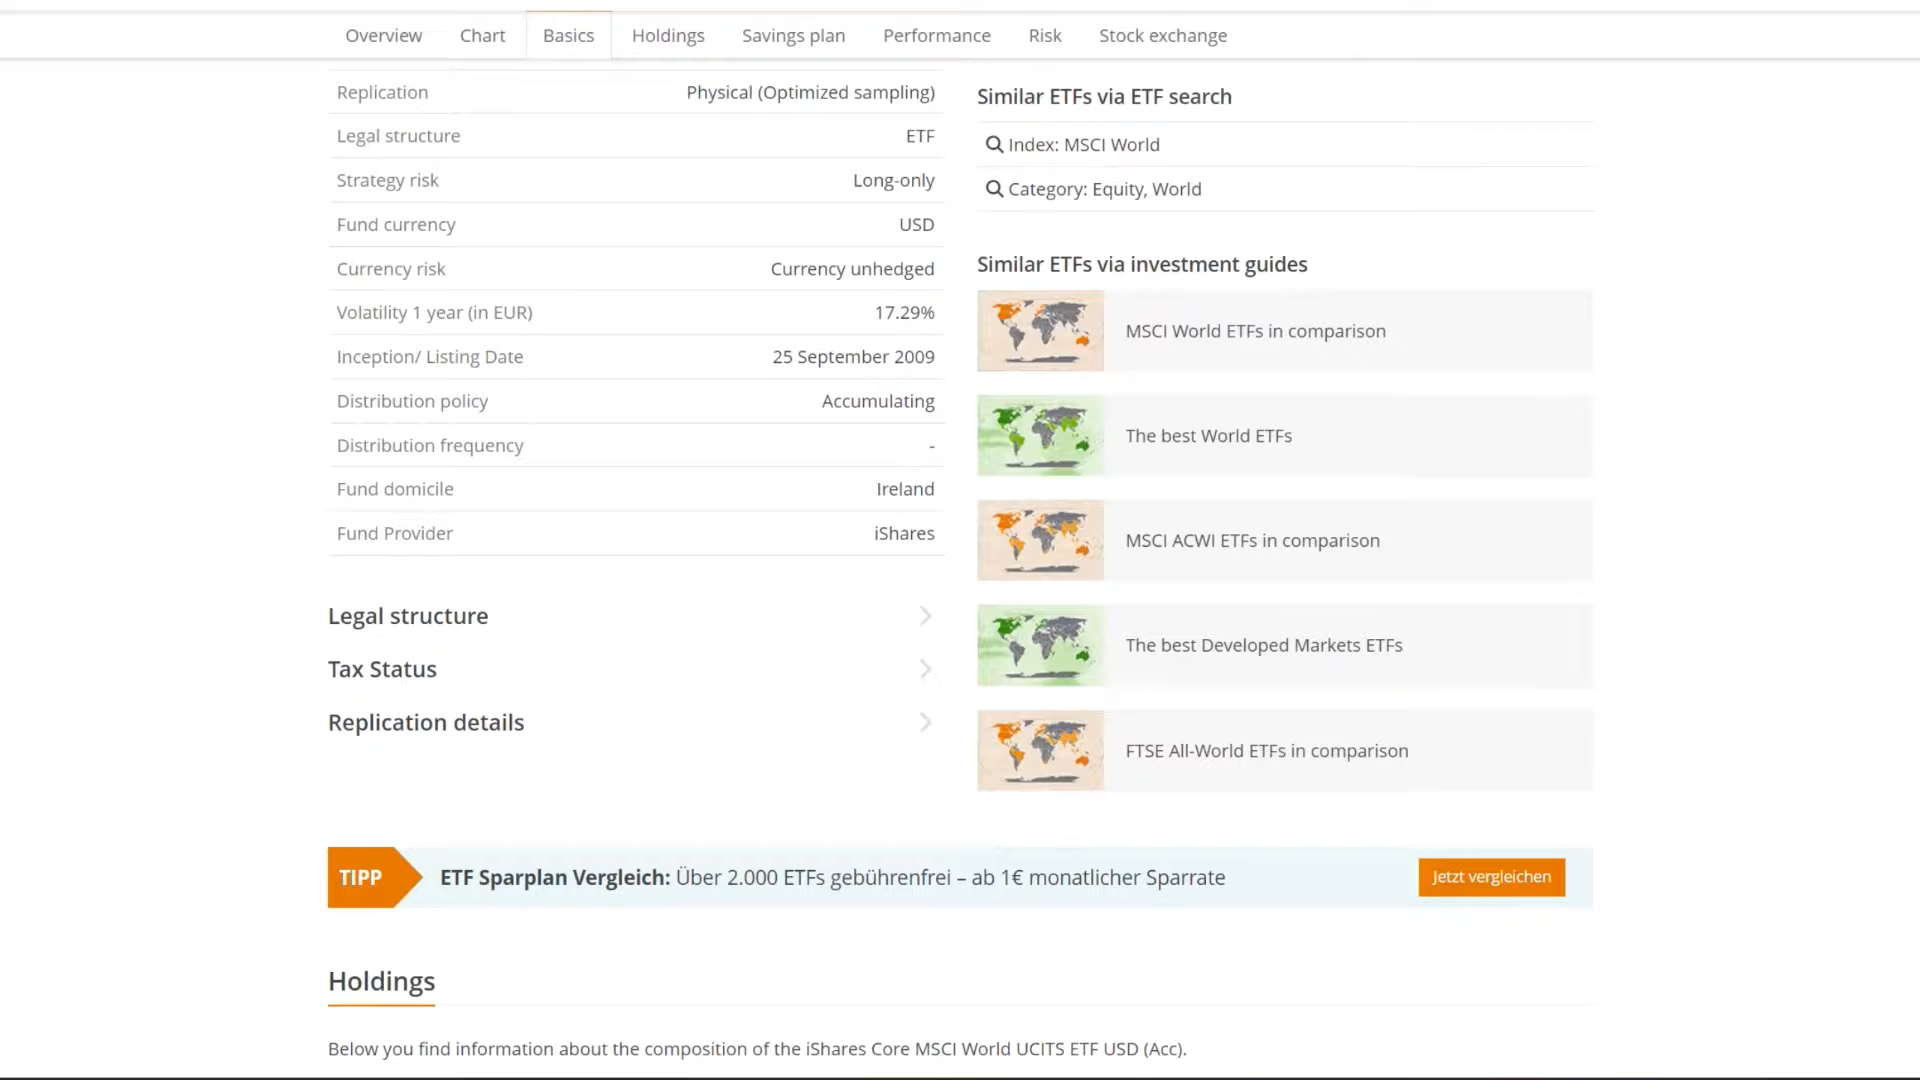 Overview Chart Basics Holdings Savings plan Performance Risk Stock exchange
Replication Physical (Optimized sampling)
Legal structure ETF
Strategy risk Long-only
Fund currency USD
Currency risk Currency unhedged
Volatility 1 year (in EUR) 17.29%
Inception/ Listing Date 25 September 2009
Distribution policy Accumulating
Distribution frequency -
Fund domicile Ireland
Fund Provider iShares
Legal structure
Tax Status
Replication details
Similar ETFs via ETF search
Index: MSCI World
Category: Equity, World
Similar ETFs via investment guides
MSCI World ETFs in comparison
The best World ETFs
MSCI ACWI ETFs in comparison
The best Developed Markets ETFs
FTSE All-World ETFs in comparison
TIPP ETF Sparplan Vergleich: Über 2.000 ETFs gebührenfrei – ab 1€ monatlicher Sparrate Jetzt vergleichen
Holdings
Below you find information about the composition of the iShares Core MSCI World UCITS ETF USD (Acc).